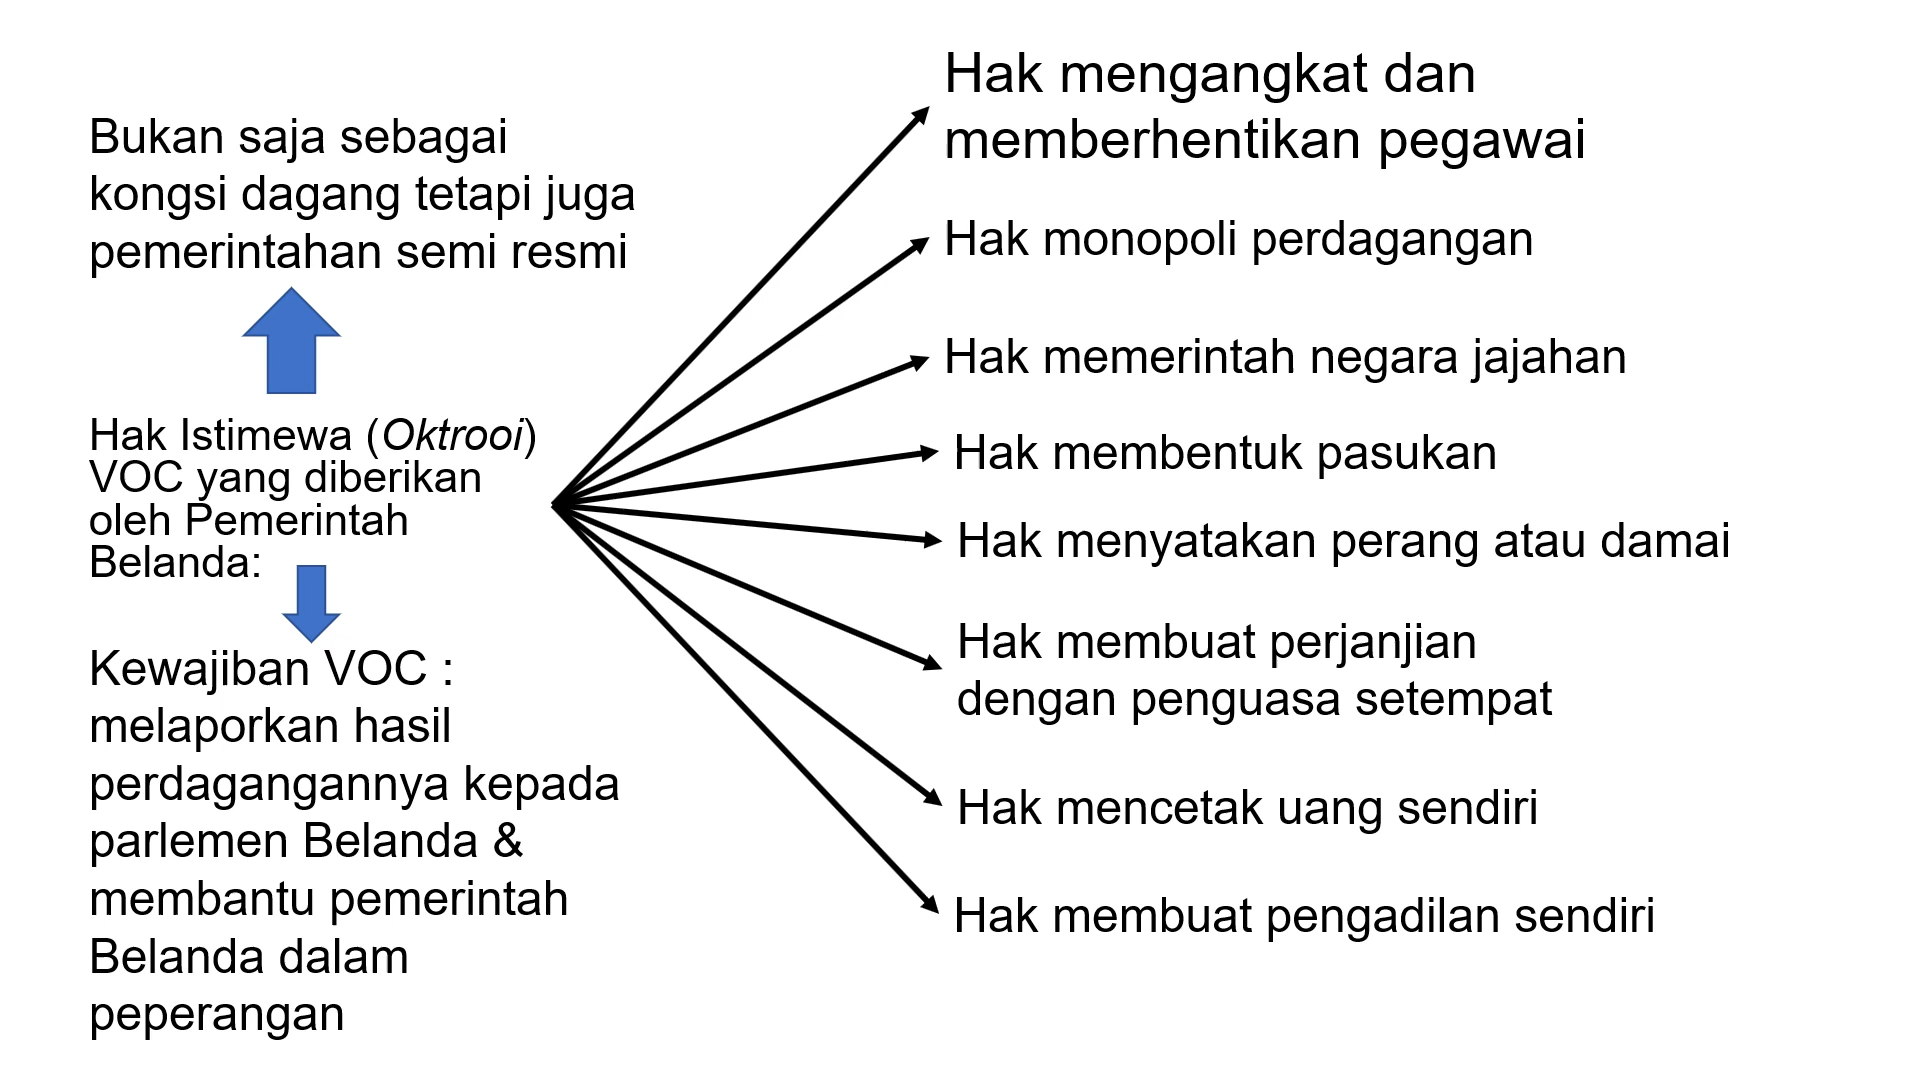 Bukan saja sebagai
kongsi dagang tetapi juga
pemerintahan semi resmi
Hak Istimewa (Oktrooi)
VOC yang diberikan
oleh Pemerintah
Belanda:
Kewajiban VOC :
melaporkan hasil
perdagangannya kepada
parlemen Belanda &
membantu pemerintah
Belanda dalam
peperangan
Hak mengangkat dan
memberhentikan pegawai
Hak monopoli perdagangan
Hak memerintah negara jajahan
Hak membentuk pasukan
Hak menyatakan perang atau damai
Hak membuat perjanjian
dengan penguasa setempat
Hak mencetak uang sendiri
Hak membuat pengadilan sendiri